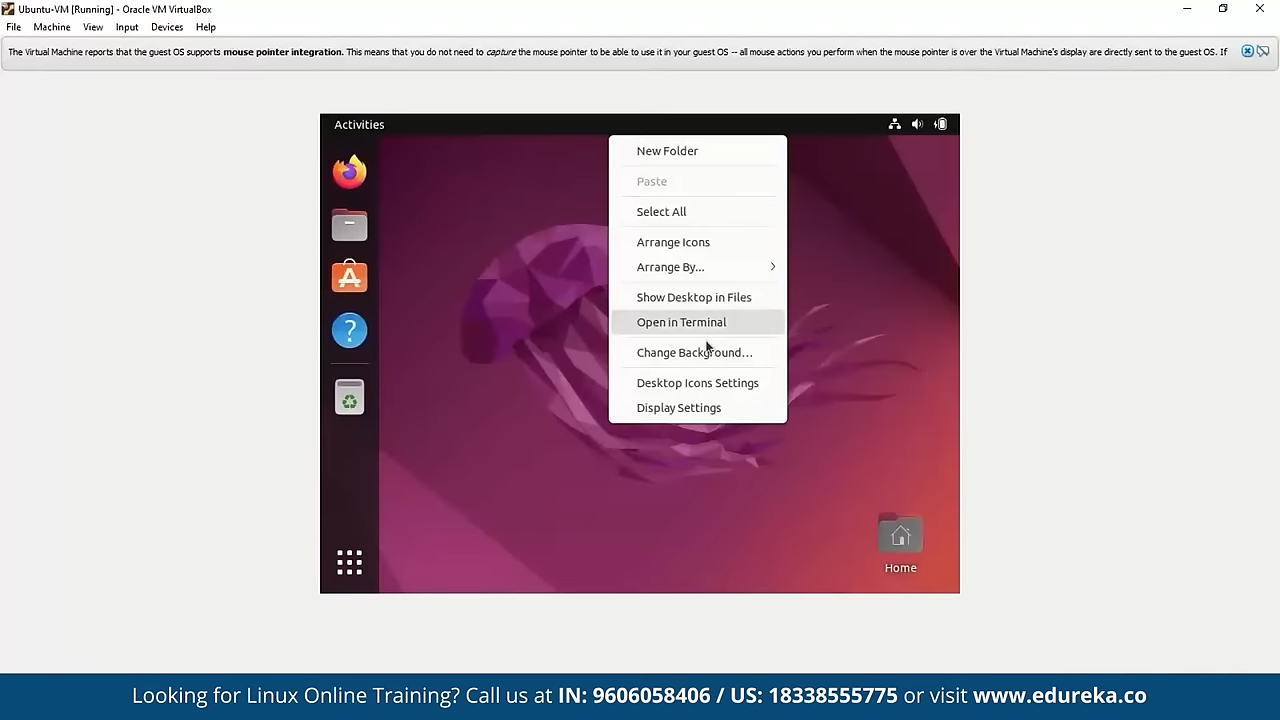 Ubuntu-VM [Running] - Oracle VM VirtualBox
File Machine View Input Devices Help
The Virtual Machine reports that the guest OS supports mouse pointer integration. This means that you do not need to capture the mouse pointer to be able to use it in your guest OS -- all mouse actions you perform when the mouse pointer is over the Virtual Machine's display are directly sent to the guest OS. If
Activities
New Folder
Paste
Select All
Arrange Icons
Arrange By...
Show Desktop in Files
Open in Terminal
Change Background...
Desktop Icons Settings
Display Settings
Home
Looking for Linux Online Training? Call us at IN: 9606058406 / US: 18338555775 or visit www.edureka.co